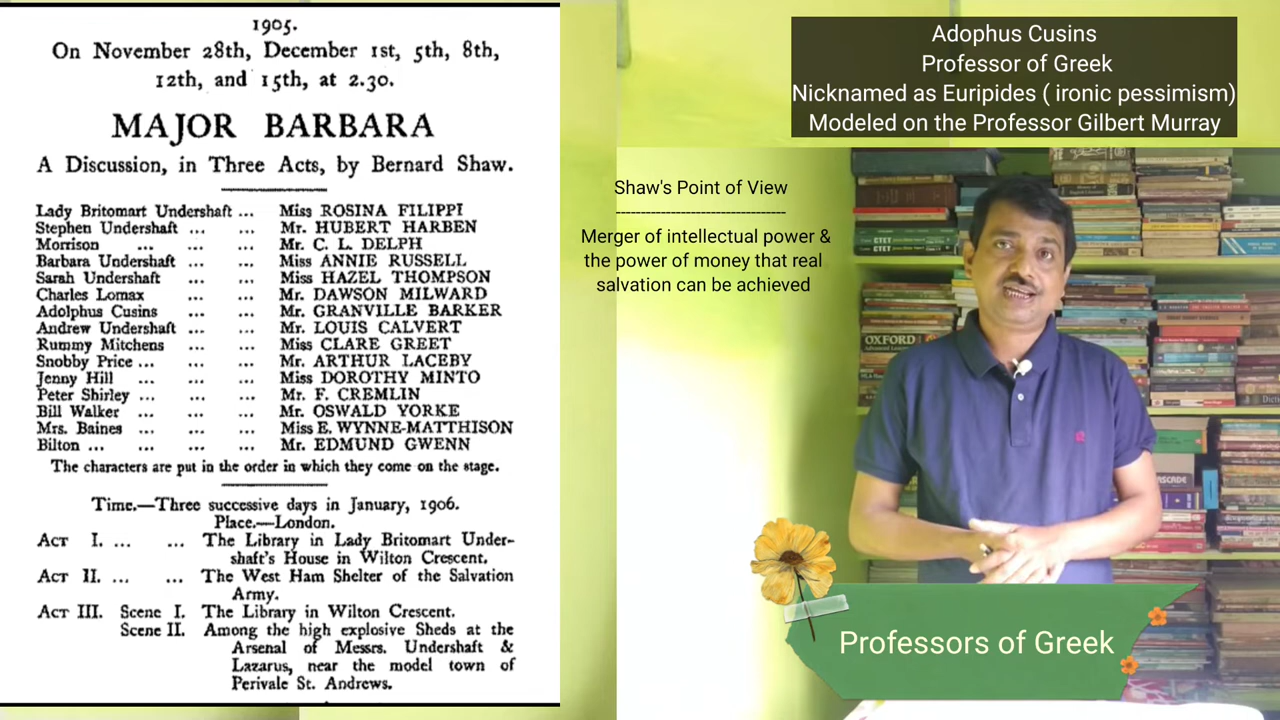 1905.
On November 28th, December 1st, 5th, 8th,
12th, and 15th, at 2.30.
MAJOR BARBARA
A Discussion, in Three Acts, by Bernard Shaw.
Lady Britomart Undershaft ... Miss ROSINA FILIPPI
Stephen Undershaft ... ... Mr. HUBERT HARBEN
Morrison ... ... ... Mr. C. L. DELPH
Barbara Undershaft ... ... Miss ANNIE RUSSELL
Sarah Undershaft ... ... Miss HAZEL THOMPSON
Charles Lomax ... ... Mr. DAWSON MILWARD
Adolphus Cusins ... ... Mr. GRANVILLE BARKER
Andrew Undershaft ... ... Mr. LOUIS CALVERT
Rummy Mitchens ... ... Miss CLARE GREET
Snobby Price ... ... ... Mr. ARTHUR LACEBY
Jenny Hill ... ... ... Miss DOROTHY MINTO
Peter Shirley ... ... ... Mr. F. CREMLIN
Bill Walker ... ... ... Mr. OSWALD YORKE
Mrs. Baines ... ... ... Miss E. WYNNE-MATTHISON
Bilton ... ... ... Mr. EDMUND GWENN
The characters are put in the order in which they come on the stage.
Time.—Three successive days in January, 1906.
Place.—London.
ACT I. ... ... The Library in Lady Britomart Under-
shaft's House in Wilton Crescent.
ACT II. ... ... The West Ham Shelter of the Salvation
Army.
ACT III. Scene I. The Library in Wilton Crescent.
Scene II. Among the high explosive Sheds at the
Arsenal of Messrs. Undershaft &
Lazarus, near the model town of
Perivale St. Andrews.
Adophus Cusins
Professor of Greek
Nicknamed as Euripides ( ironic pessimism)
Modeled on the Professor Gilbert Murray
Shaw's Point of View
----------------------------------
Merger of intellectual power &
the power of money that real
salvation can be achieved
CTET
CTET
OXFORD
Professors of Greek